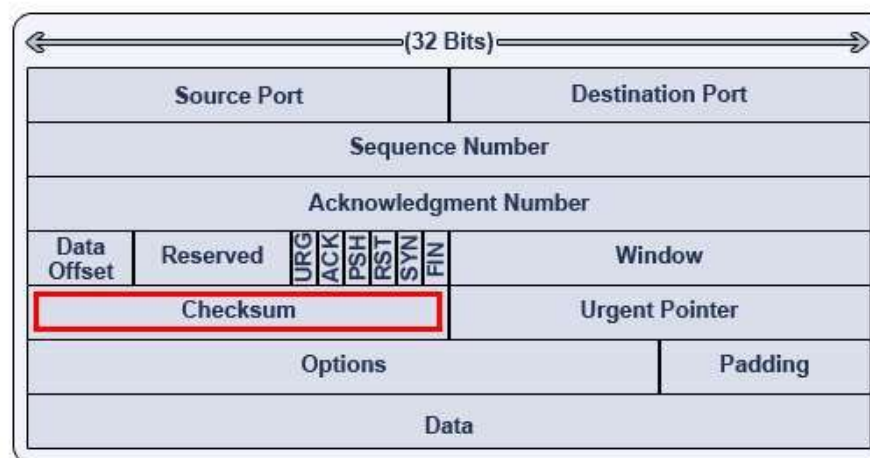 (32 Bits)
Source Port Destination Port
Sequence Number
Acknowledgment Number
Data Offset Reserved URG ACK PSH RST SYN FIN Window
Checksum Urgent Pointer
Options Padding
Data